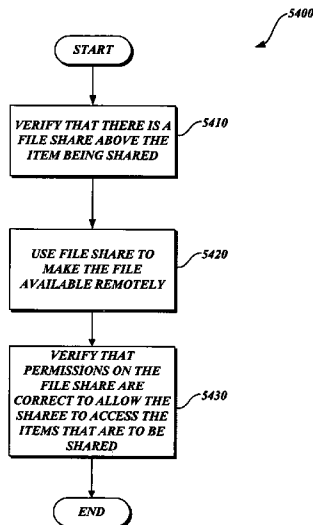 5400
START
VERIFY THAT THERE IS A
FILE SHARE ABOVE THE
ITEM BEING SHARED
5410
USE FILE SHARE TO
MAKE THE FILE
AVAILABLE REMOTELY
5420
VERIFY THAT
PERMISSIONS ON THE
FILE SHARE ARE
CORRECT TO ALLOW THE
SHAREE TO ACCESS THE
ITEMS THAT ARE TO BE
SHARED
5430
END